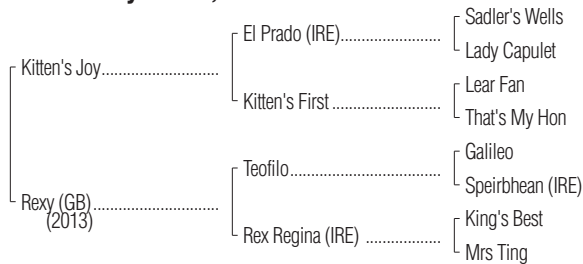 Sadler's Wells
El Prado (IRE)....................
Lady Capulet
Kitten's Joy........................
Lear Fan
Kitten's First .......................
That's My Hon
Galileo
Teofilo................................
Speirbhean (IRE)
Rexy (GB)..........................
(2013)
King's Best
Rex Regina (IRE) ................
Mrs Ting